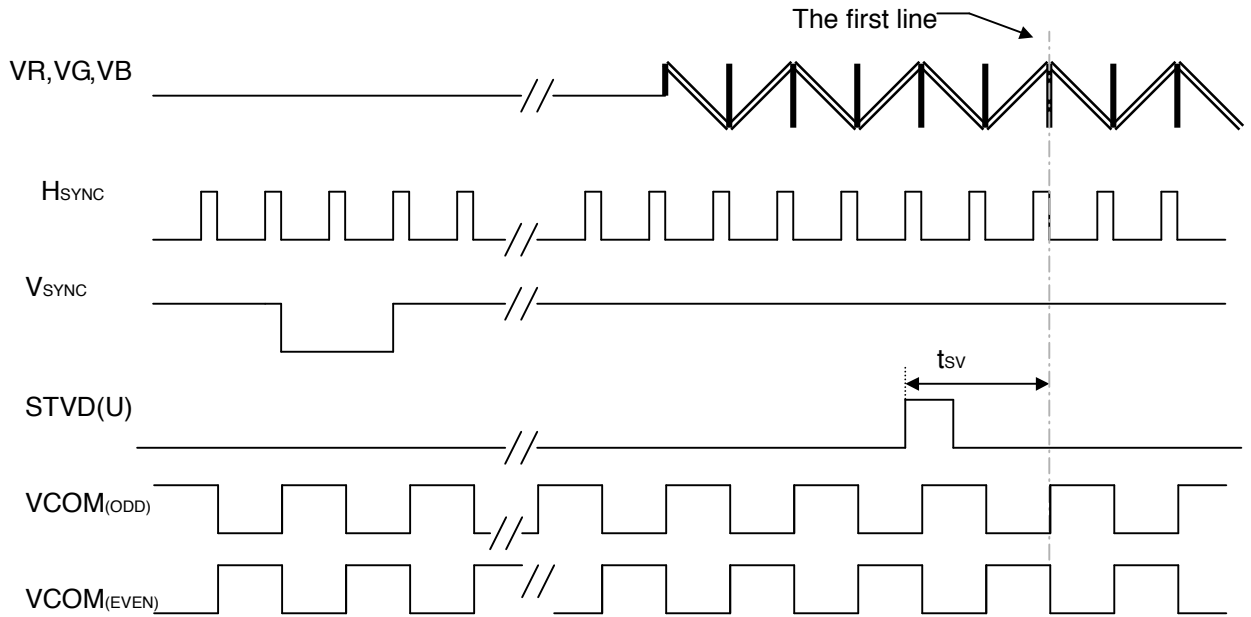 The first line
VR,VG,VB
HSYNC
VSYNC
tSV
STVD(U)
VCOM(ODD)
VCOM(EVEN)